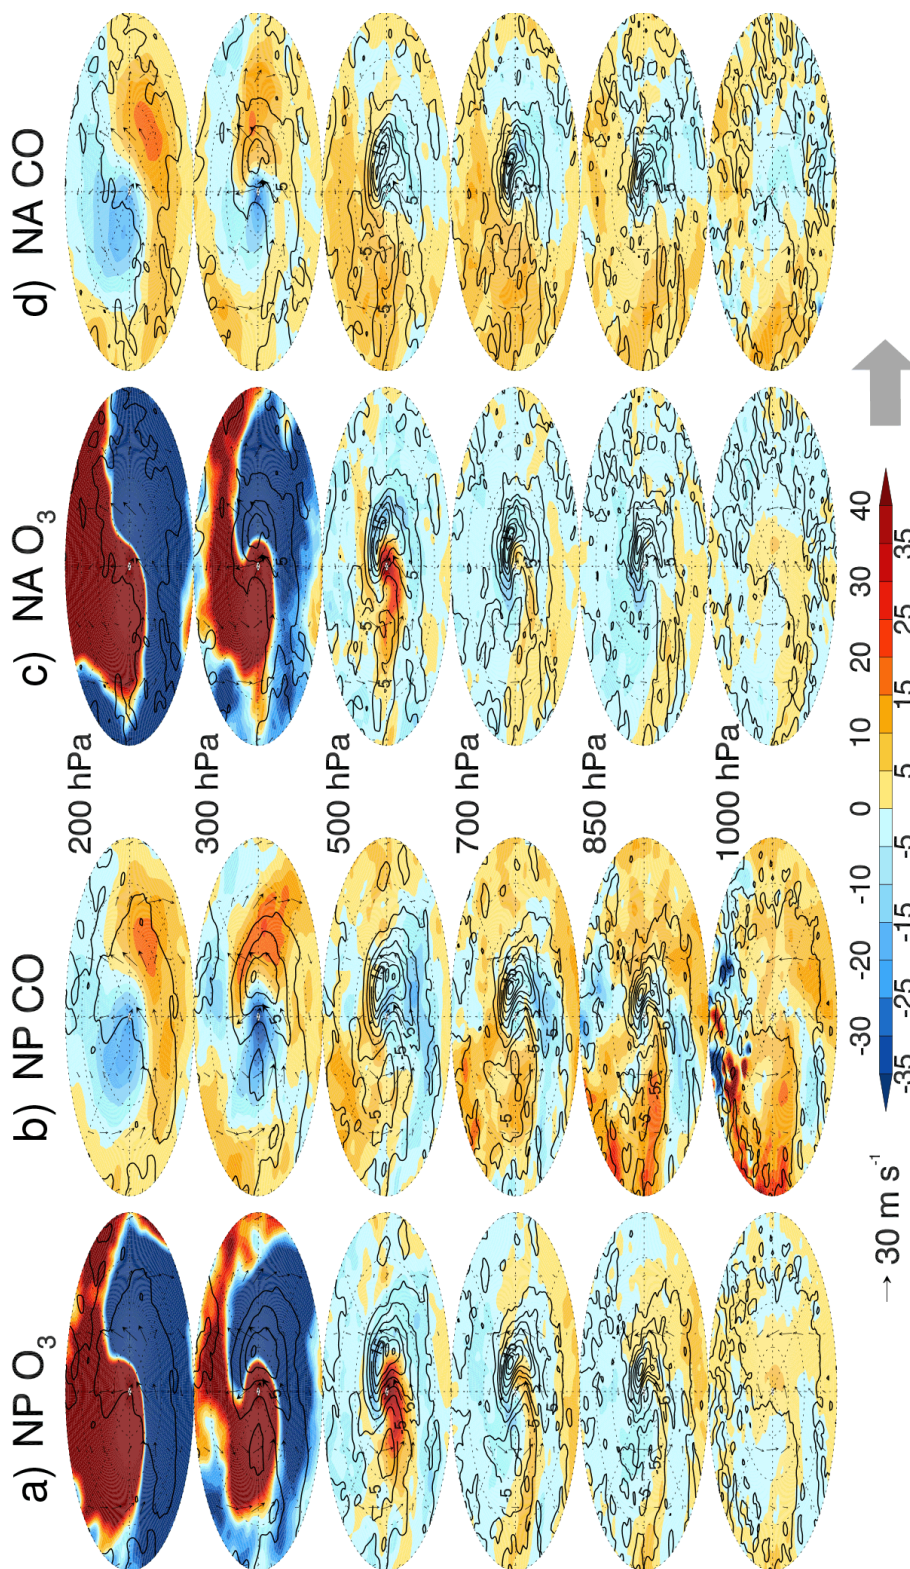 a) NP O₃
b) NP CO
c) NA O₃
d) NA CO
200 hPa
300 hPa
500 hPa
700 hPa
850 hPa
1000 hPa
30 m s⁻¹
-30 -20 -10 0 10 20 30 40
-35 -25 -15 -5 5 15 25 35